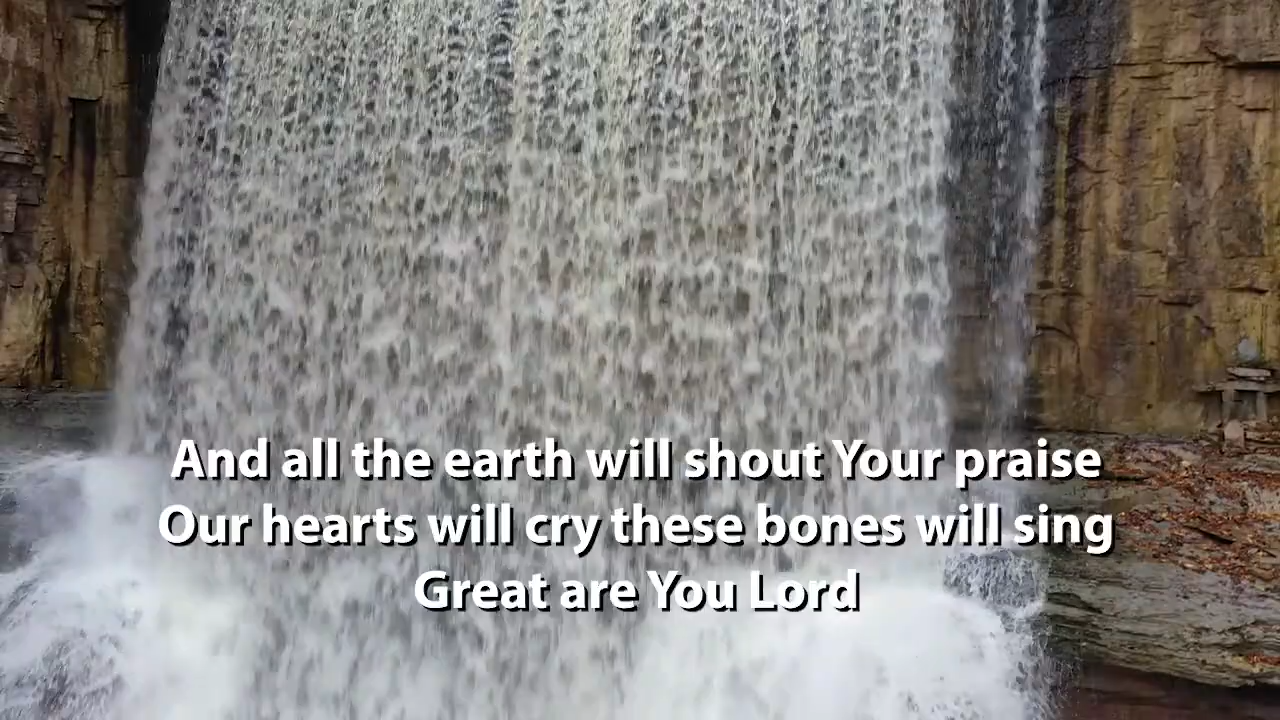 And all the earth will shout Your praise
Our hearts will cry these bones will sing
Great are You Lord